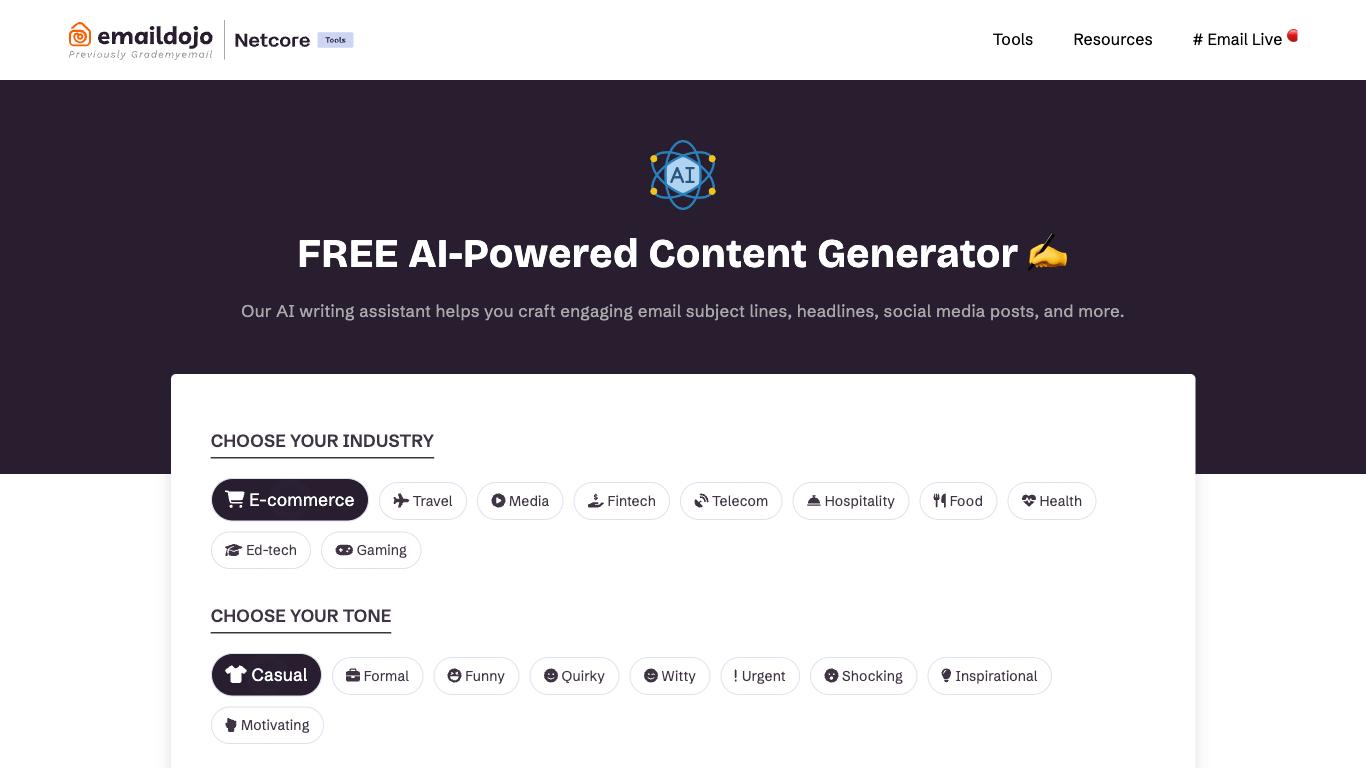 emaildojo
Previously Grademyemail
Netcore
Tools
Tools
Resources
# Email Live
AI
FREE AI-Powered Content Generator ✍
Our AI writing assistant helps you craft engaging email subject lines, headlines, social media posts, and more.
CHOOSE YOUR INDUSTRY
E-commerce Travel Media Fintech Telecom Hospitality Food Health
Ed-tech Gaming
CHOOSE YOUR TONE
Casual Formal Funny Quirky Witty Urgent Shocking Inspirational
Motivating